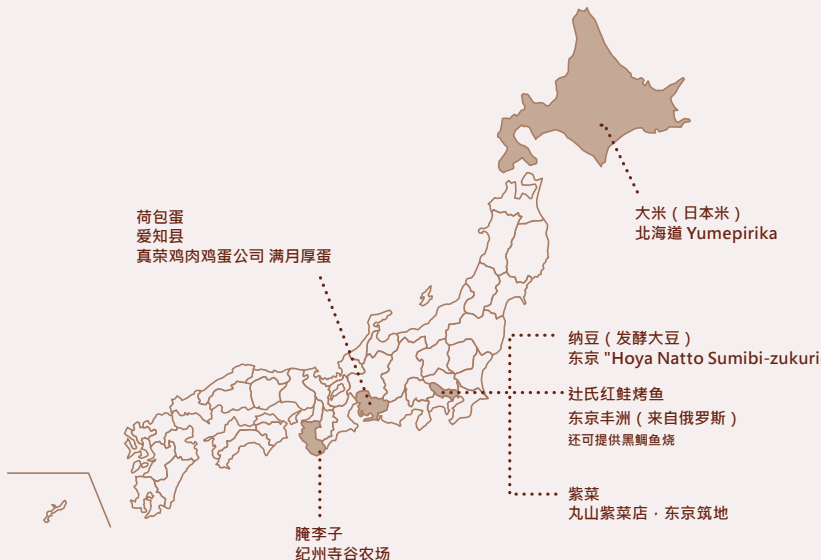 大米（日本米）
北海道 Yumepirika
荷包蛋
爱知县
真荣鸡肉鸡蛋公司 满月厚蛋
纳豆（发酵大豆）
东京 "Hoya Natto Sumibi-zukuri
辻氏红鲑烤鱼
东京丰洲（来自俄罗斯）
还可提供黑鲷鱼烧
紫菜
丸山紫菜店 · 东京筑地
腌李子
纪州寺谷农场